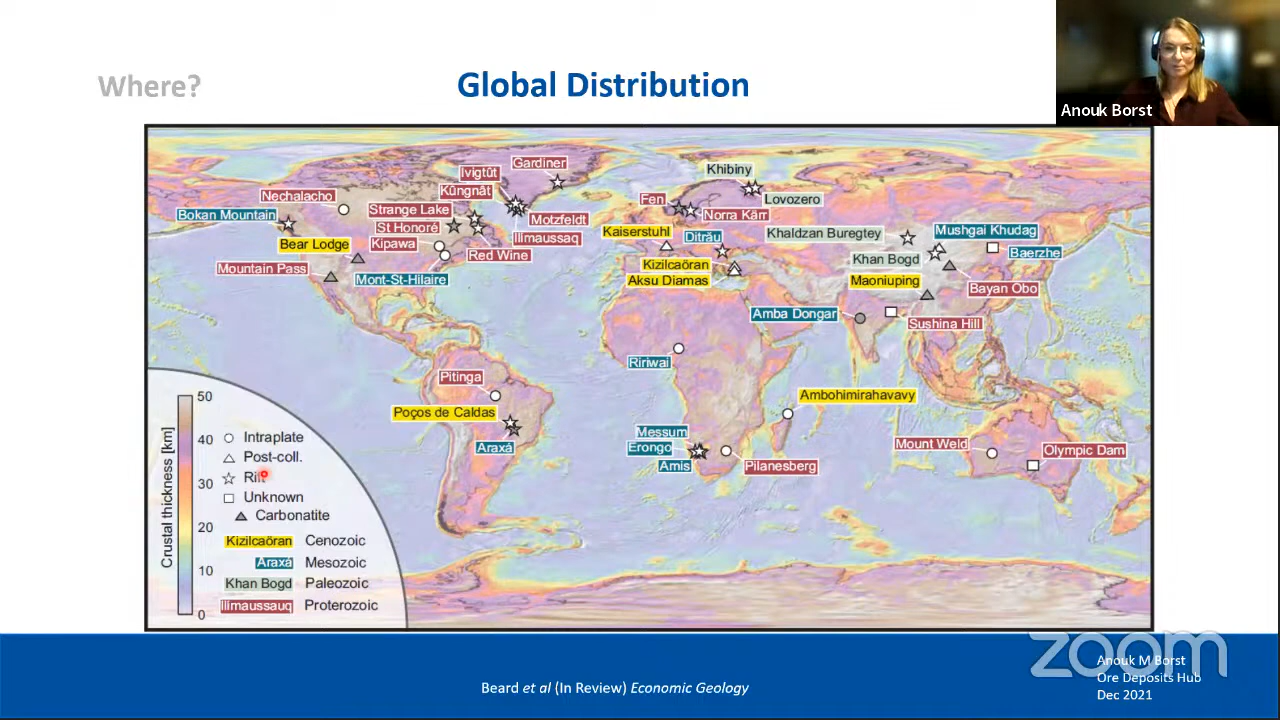 Where?
Global Distribution
Anouk Borst
Gardiner
Ivigtût
Kûngnât
Nechalacho
Bokan Mountain
Strange Lake
St Honoré
Motzfeldt
Ilimaussaq
Bear Lodge
Kipawa
Red Wine
Mountain Pass
Mont-St-Hilaire
Khibiny
Fen
Lovozero
Norra Kärr
Kaiserstuhl
Ditrău
Khaldzan Buregtey
Mushgai Khudag
Baerzhe
Kizilcaöran
Khan Bogd
Aksu Diamas
Maoniuping
Bayan Obo
Amba Dongar
Sushina Hill
Ririwai
Pitinga
Ambohimirahavavy
Poços de Caldas
Araxá
Messum
Erongo
Amis
Pilanesberg
Mount Weld
Olympic Dam
Crustal thickness [km]
50
40
30
20
10
0
Intraplate
Post-coll.
Unknown
Carbonatite
Kizilcaöran Cenozoic
Araxá Mesozoic
Khan Bogd Paleozoic
Ilimaussauq Proterozoic
zoom
Anouk M Borst
Ore Deposits Hub
Dec 2021
Beard et al (In Review) Economic Geology